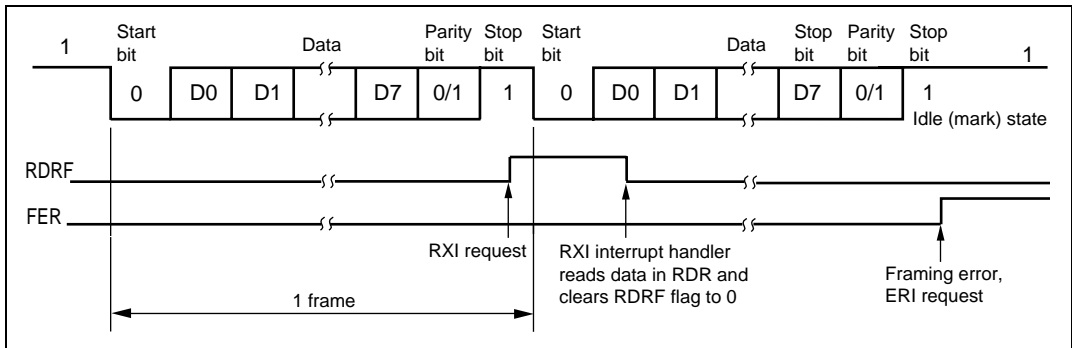 1
Start bit
Data
Parity bit
Stop bit
Start bit
Data
Stop bit
Parity bit
Stop bit
1
0 D0 D1 D7 0/1 1 0 D0 D1 D7 0/1 1
Idle (mark) state
RDRF
FER
RXI request
RXI interrupt handler
reads data in RDR and
clears RDRF flag to 0
Framing error,
ERI request
1 frame